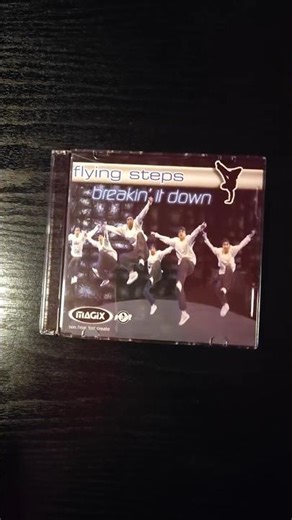 flying steps
breakin' it down
MAGIX